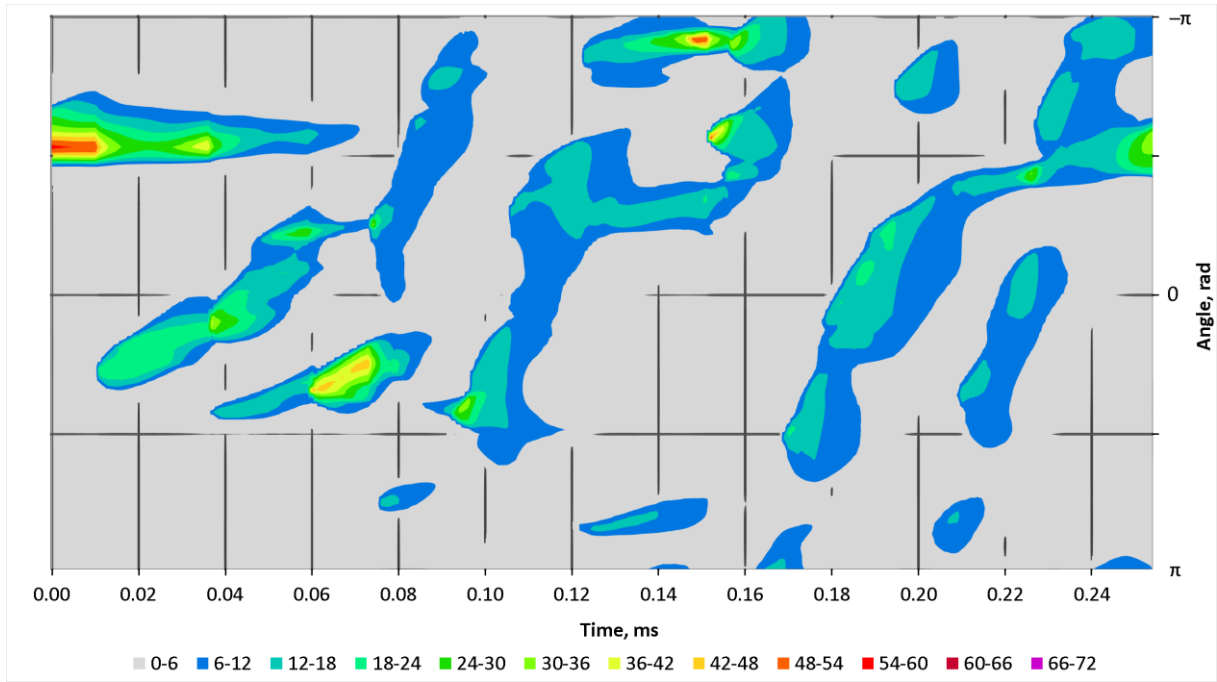 –π
0
Angle, rad
π
0.00 0.02 0.04 0.06 0.08 0.10 0.12 0.14 0.16 0.18 0.20 0.22 0.24
Time, ms
0-6 6-12 12-18 18-24 24-30 30-36 36-42 42-48 48-54 54-60 60-66 66-72